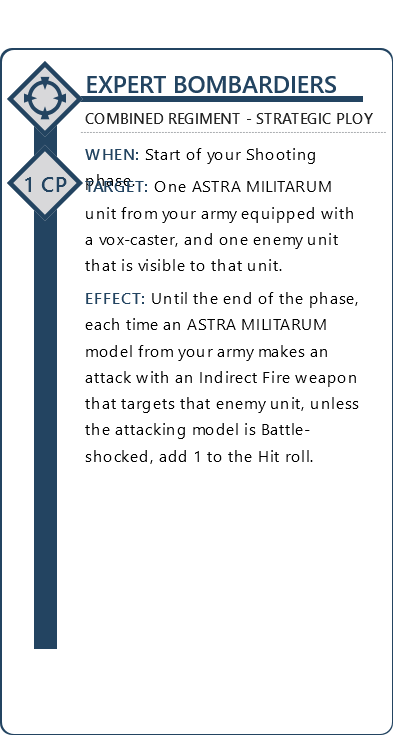 EXPERT BOMBARDIERS
COMBINED REGIMENT - STRATEGIC PLOY
WHEN: Start of your Shooting
phase.
1 CP
TARGET: One ASTRA MILITARUM
unit from your army equipped with
a vox-caster, and one enemy unit
that is visible to that unit.
EFFECT: Until the end of the phase,
each time an ASTRA MILITARUM
model from your army makes an
attack with an Indirect Fire weapon
that targets that enemy unit, unless
the attacking model is Battle-
shocked, add 1 to the Hit roll.